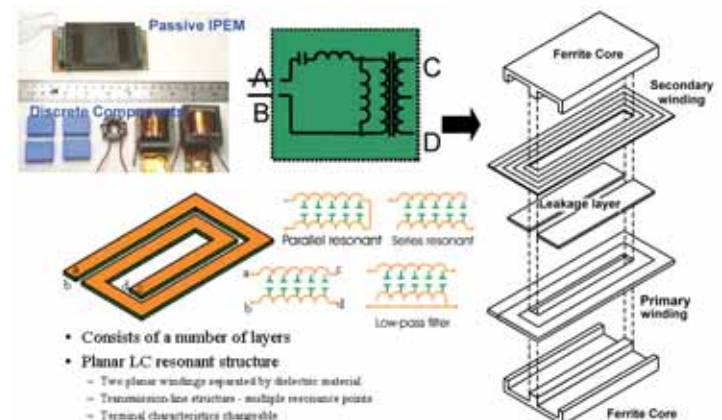 Passive IPEM
Discrete Components
A
B
C
D
Ferrite Core
Secondary
winding
Leakage layer
Primary
winding
Ferrite Core
a
b
d
Parallel resonant
Series resonant
a
b
c
d
Low-pass filter
• Consists of a number of layers
• Planar LC resonant structure
– Two planar windings separated by dielectric material
– Transmission-line structure - multiple resonance points
– Terminal characteristics changeable